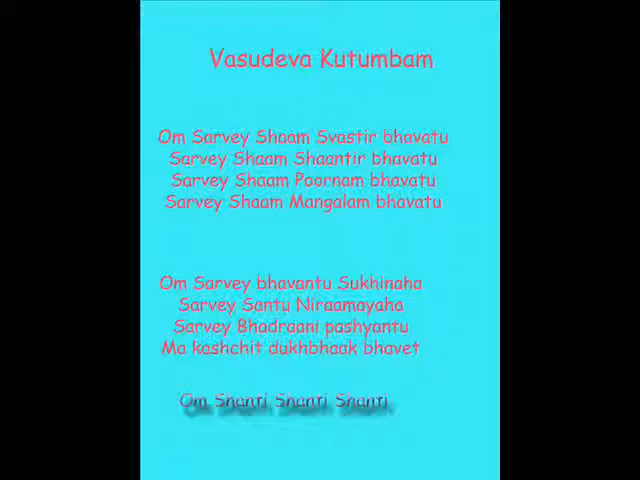 Vasudeva Kutumbam
Om Sarvey Shaam Svastir bhavatu
Sarvey Shaam Shaantir bhavatu
Sarvey Shaam Poornam bhavatu
Sarvey Shaam Mangalam bhavatu
Om Sarvey bhavantu Sukhinaha
Sarvey Santu Niraamayaha
Sarvey Bhadraani pashyantu
Ma kashchit dukhbhaak bhavet
Om Shanti Shanti Shanti